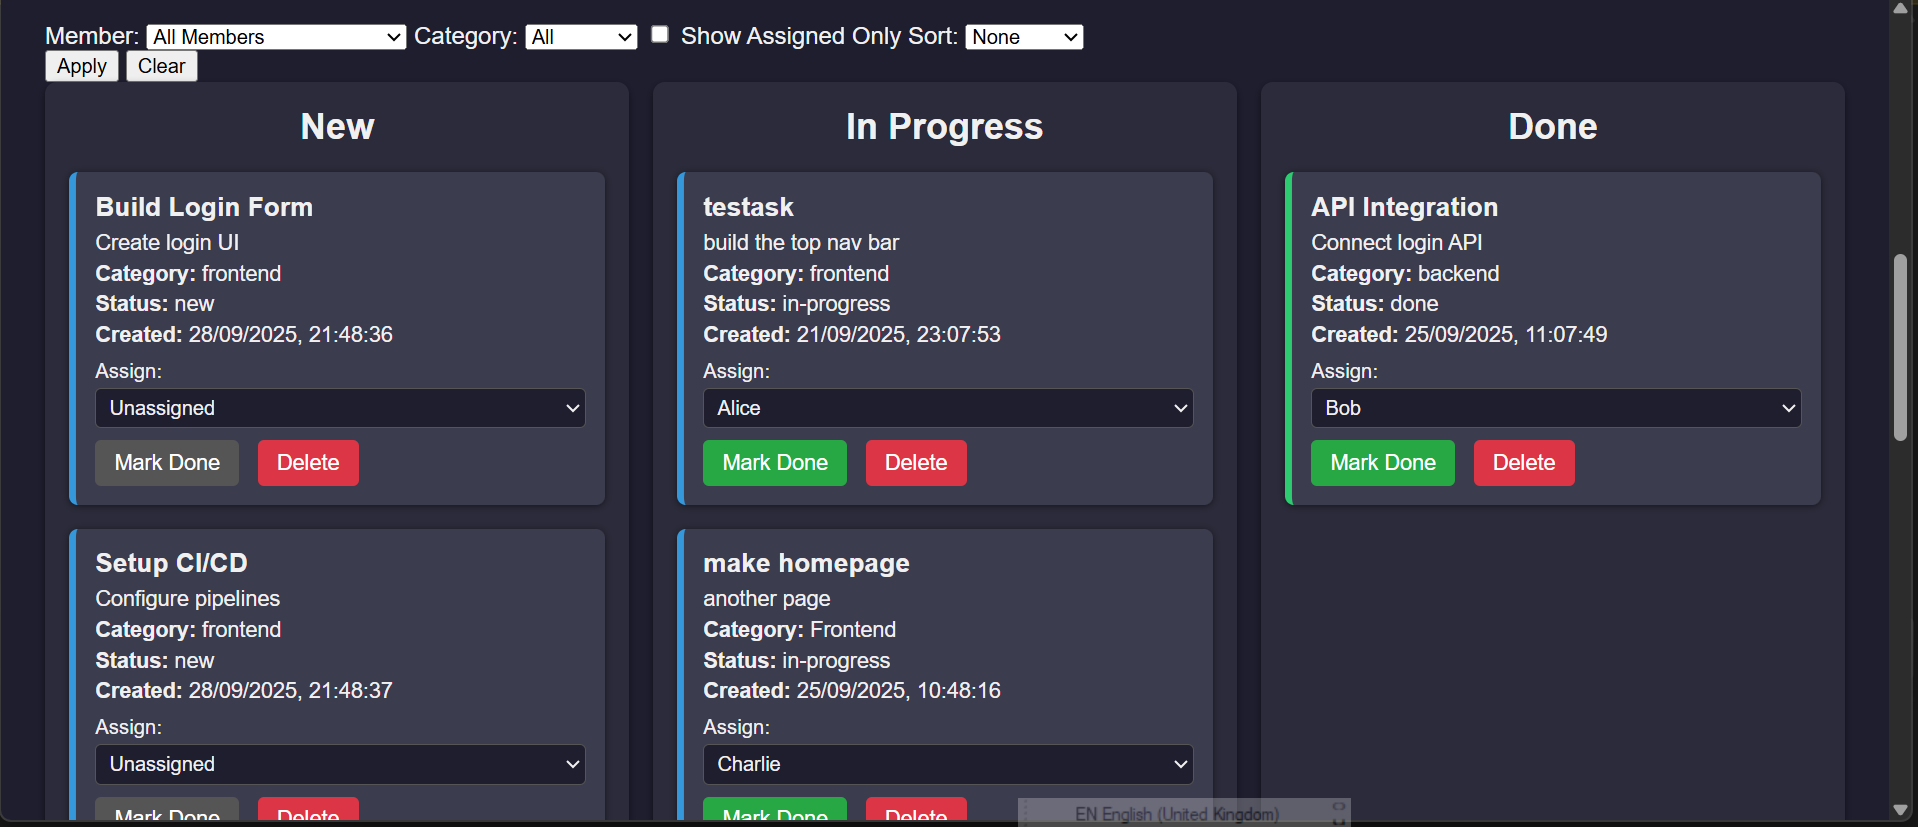 Member: All Members Category: All Show Assigned Only Sort: None
Apply Clear
New
Build Login Form
Create login UI
Category: frontend
Status: new
Created: 28/09/2025, 21:48:36
Assign:
Unassigned
Mark Done Delete
Setup CI/CD
Configure pipelines
Category: frontend
Status: new
Created: 28/09/2025, 21:48:37
Assign:
Unassigned
Mark Done Delete
In Progress
testask
build the top nav bar
Category: frontend
Status: in-progress
Created: 21/09/2025, 23:07:53
Assign:
Alice
Mark Done Delete
make homepage
another page
Category: Frontend
Status: in-progress
Created: 25/09/2025, 10:48:16
Assign:
Charlie
Mark Done Delete
Done
API Integration
Connect login API
Category: backend
Status: done
Created: 25/09/2025, 11:07:49
Assign:
Bob
Mark Done Delete
EN English (United Kingdom)